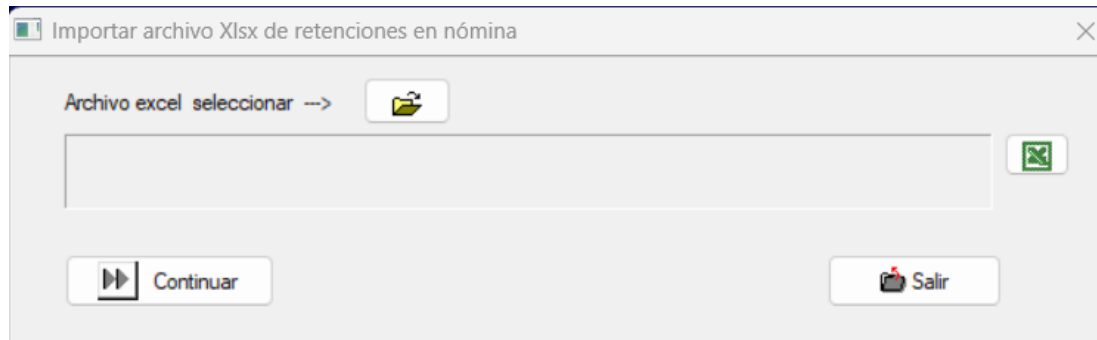 Importar archivo Xlsx de retenciones en nómina
Archivo excel seleccionar --->
Continuar
Salir